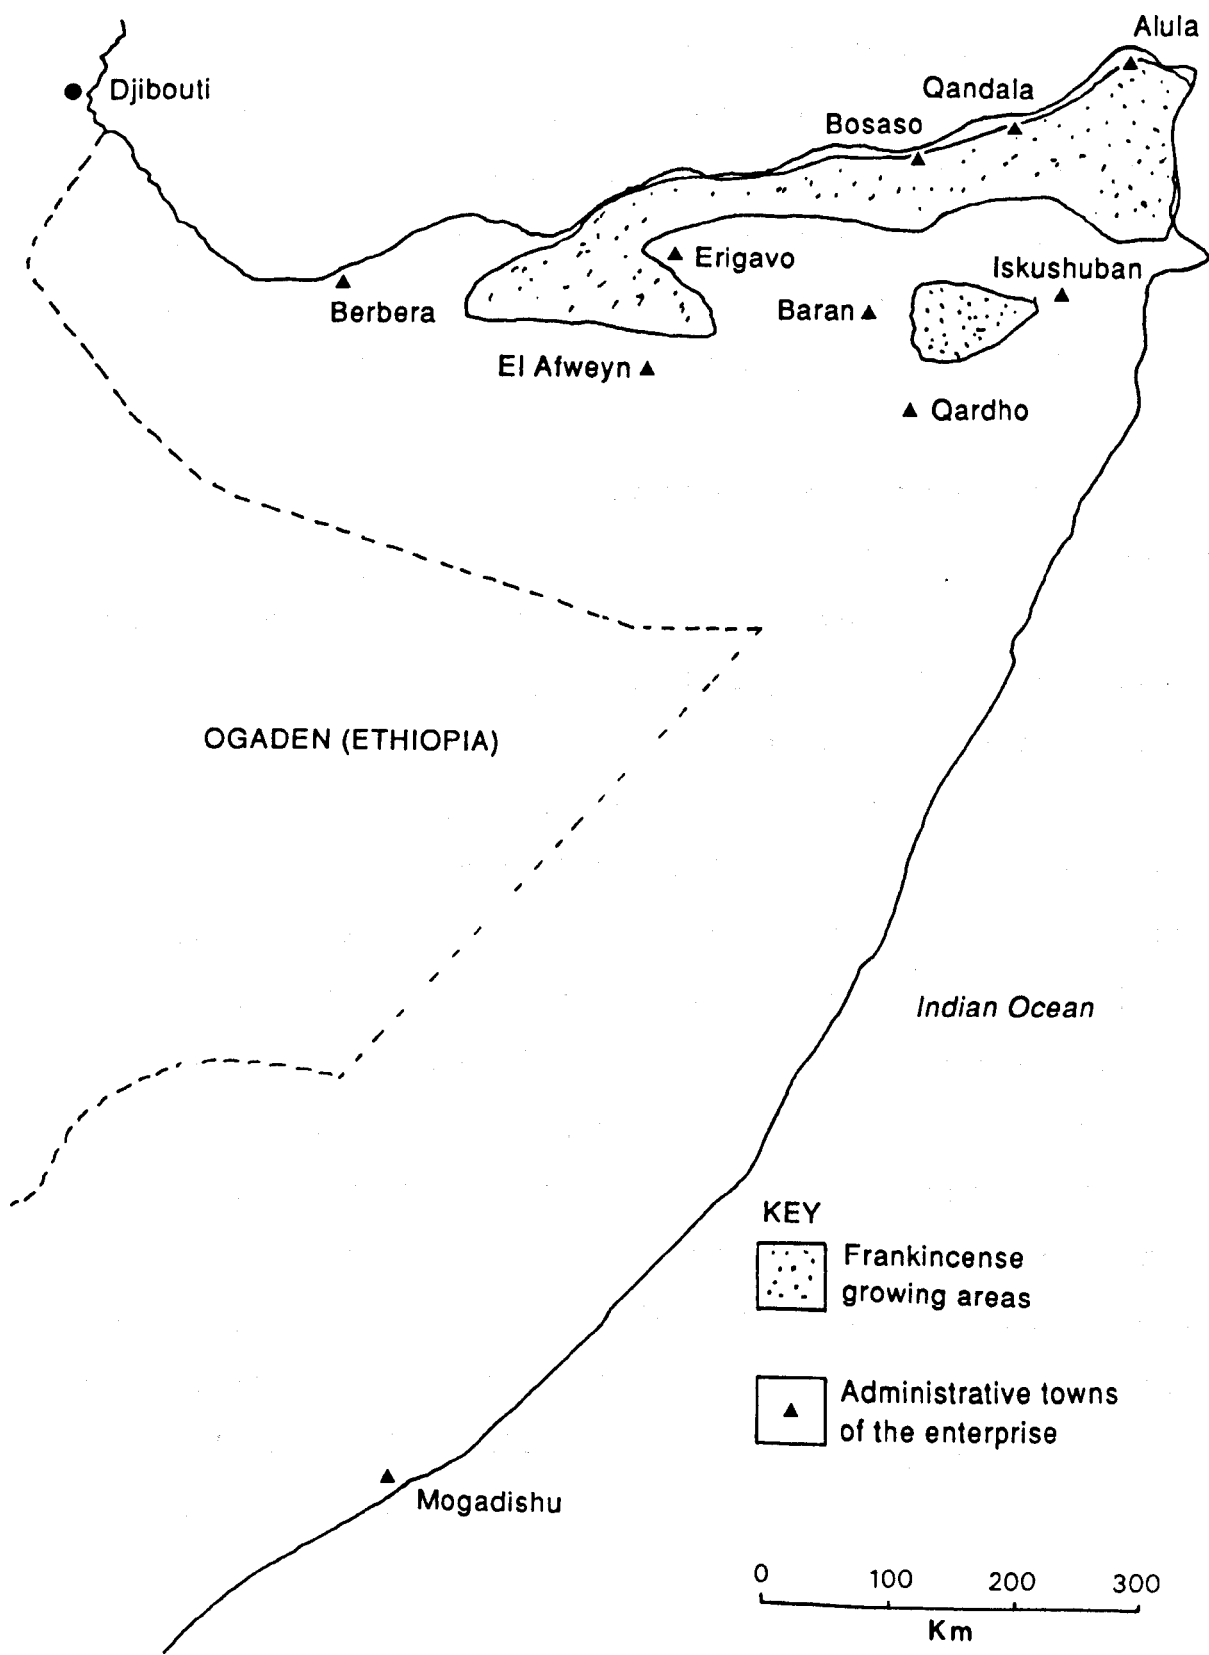 Alula
Djibouti
Qandala
Bosaso
Erigavo
Iskushuban
Berbera
Baran
El Afweyn
Qardho
OGADEN (ETHIOPIA)
Indian Ocean
KEY
Frankincense
growing areas
Administrative towns
of the enterprise
Mogadishu
0 100 200 300
Km